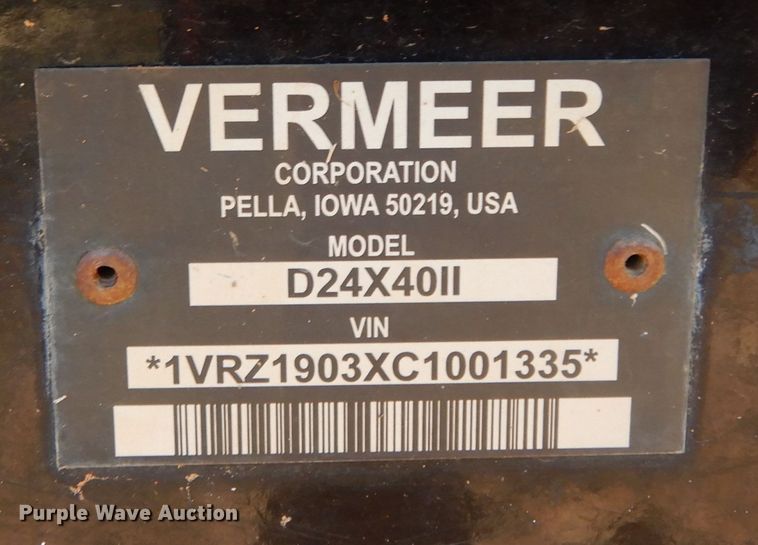 VERMEER
CORPORATION
PELLA, IOWA 50219, USA
MODEL
D24X40II
VIN
*1VRZ1903XC1001335*
Purple Wave Auction